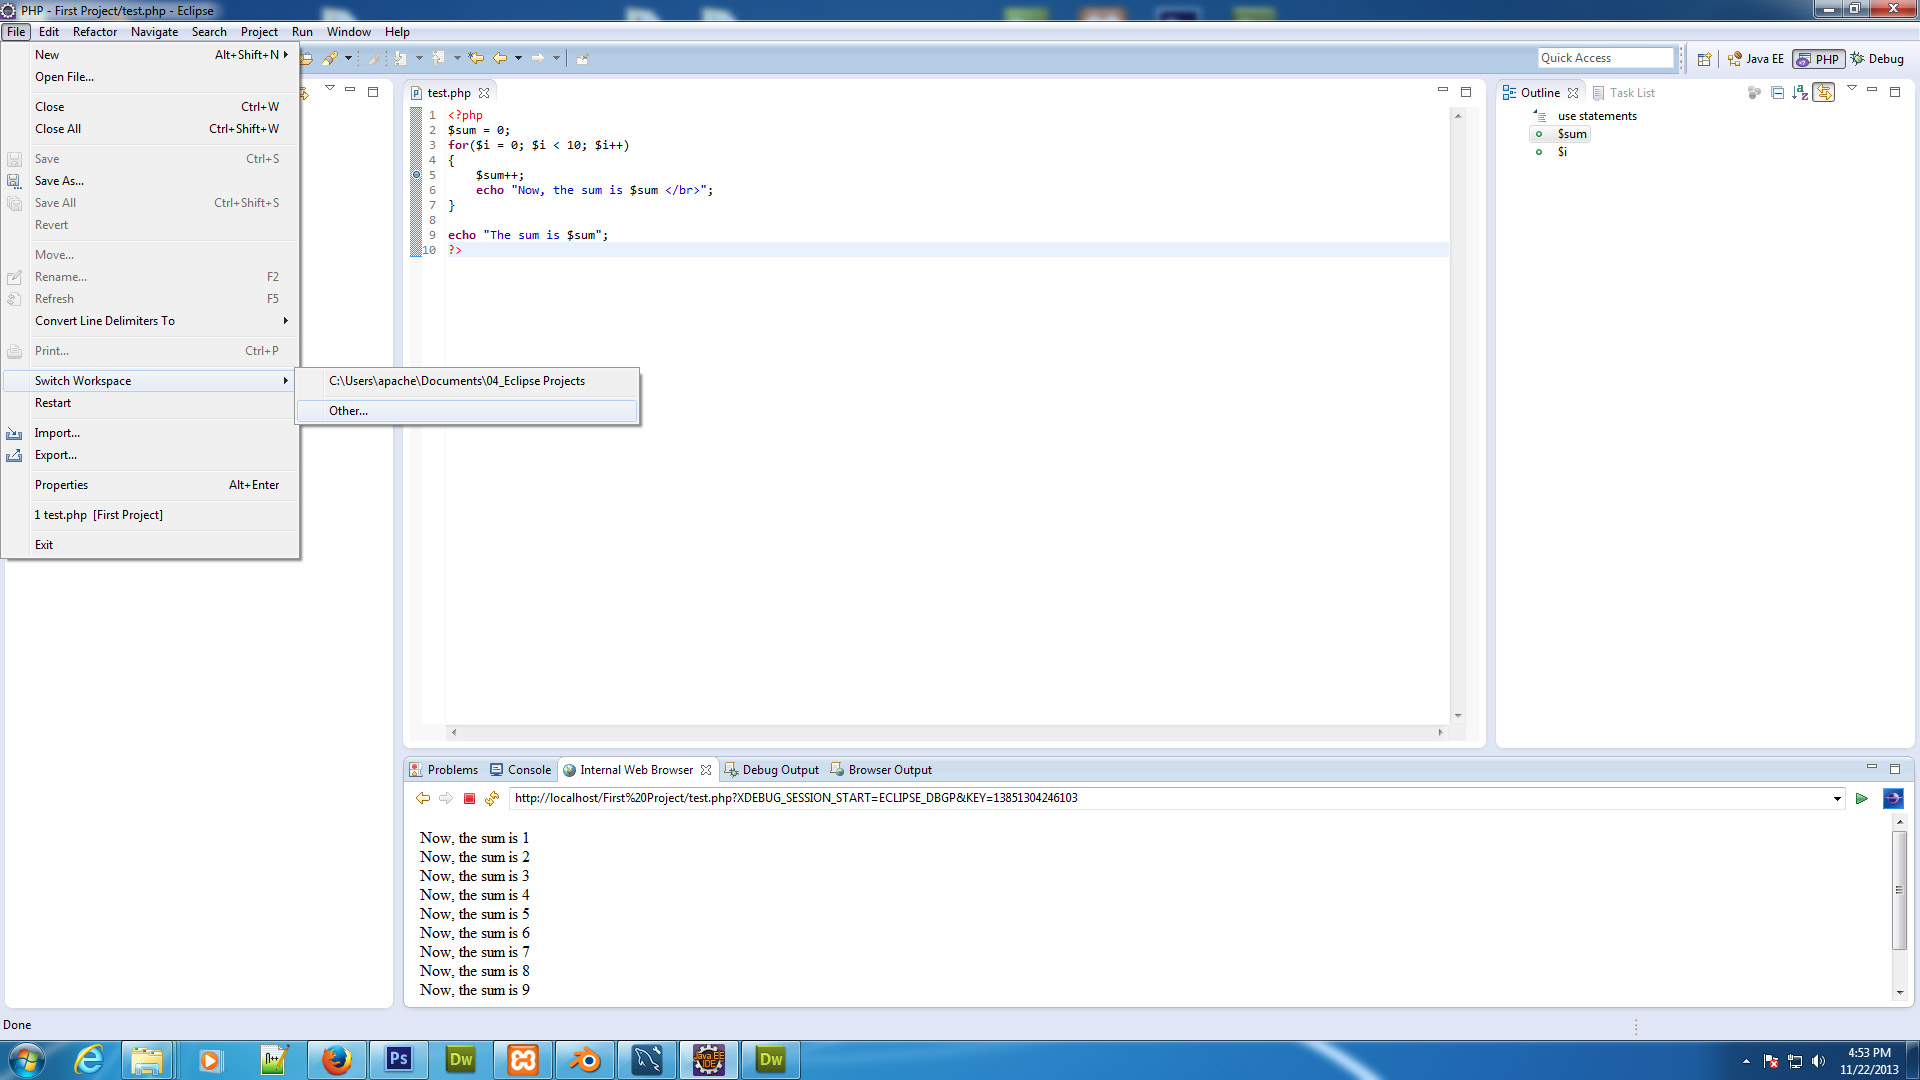 PHP - First Project/test.php - Eclipse
File Edit Refactor Navigate Search Project Run Window Help
New Alt+Shift+N
Open File...
Close Ctrl+W
Close All Ctrl+Shift+W
Save Ctrl+S
Save As...
Save All Ctrl+Shift+S
Revert
Move...
Rename... F2
Refresh F5
Convert Line Delimiters To
Print... Ctrl+P
Switch Workspace
Restart
Import...
Export...
Properties Alt+Enter
1 test.php [First Project]
Exit
C:\Users\apache\Documents\04_Eclipse Projects
Other...
Quick Access
Java EE PHP Debug
test.php
1 <?php
2 $sum = 0;
3 for($i = 0; $i < 10; $i++)
4 {
5 $sum++;
6 echo "Now, the sum is $sum </br>";
7 }
8
9 echo "The sum is $sum";
10 ?>
Outline Task List
use statements
$sum
$i
Problems Console Internal Web Browser Debug Output Browser Output
http://localhost/First%20Project/test.php?XDEBUG_SESSION_START=ECLIPSE_DBGP&KEY=13851304246103
Now, the sum is 1
Now, the sum is 2
Now, the sum is 3
Now, the sum is 4
Now, the sum is 5
Now, the sum is 6
Now, the sum is 7
Now, the sum is 8
Now, the sum is 9
Done
Ps Dw Java EE IDE Dw
4:53 PM
11/22/2013